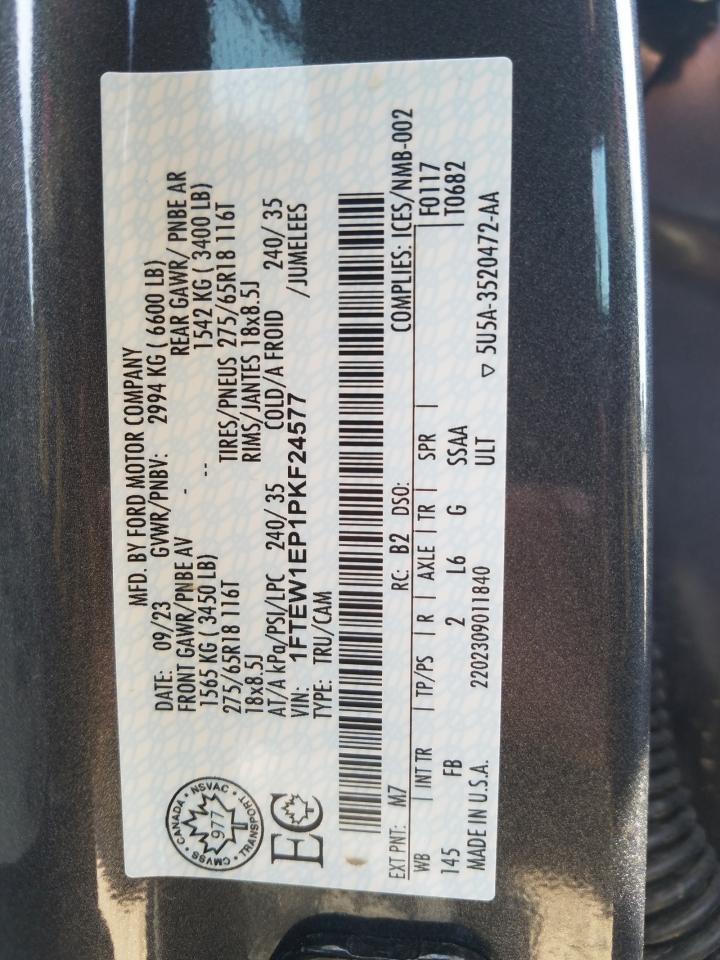 MFD. BY FORD MOTOR COMPANY
DATE: 09/23 GVWR/PNBV: 2994 KG ( 6600 LB)
FRONT GAWR/PNBE AV - REAR GAWR/ PNBE AR
1565 KG ( 3450 LB) -- 1542 KG ( 3400 LB)
275/65R18 116T TIRES/PNEUS 275/65R18 116T
18x8.5J RIMS/JANTES 18x8.5J
AT/A kPa/PSI/LPC 240/ 35 COLD/A FROID 240/ 35
VIN: 1FTEW1EP1PKF24577 /JUMELEES
TYPE: TRU/CAM
CANADA • NSVAC • TRANSPORT • CMVSS •
977
EC
EXT PNT: M7 RC: B2 DSO: COMPLIES: ICES/NMB-002
WB | INT TR | TP/PS | R | AXLE | TR | SPR | F0117
145 FB 2 L6 G SSAA T0682
MADE IN U.S.A. 2202309011840 ULT ▽ 5U5A-3520472-AA